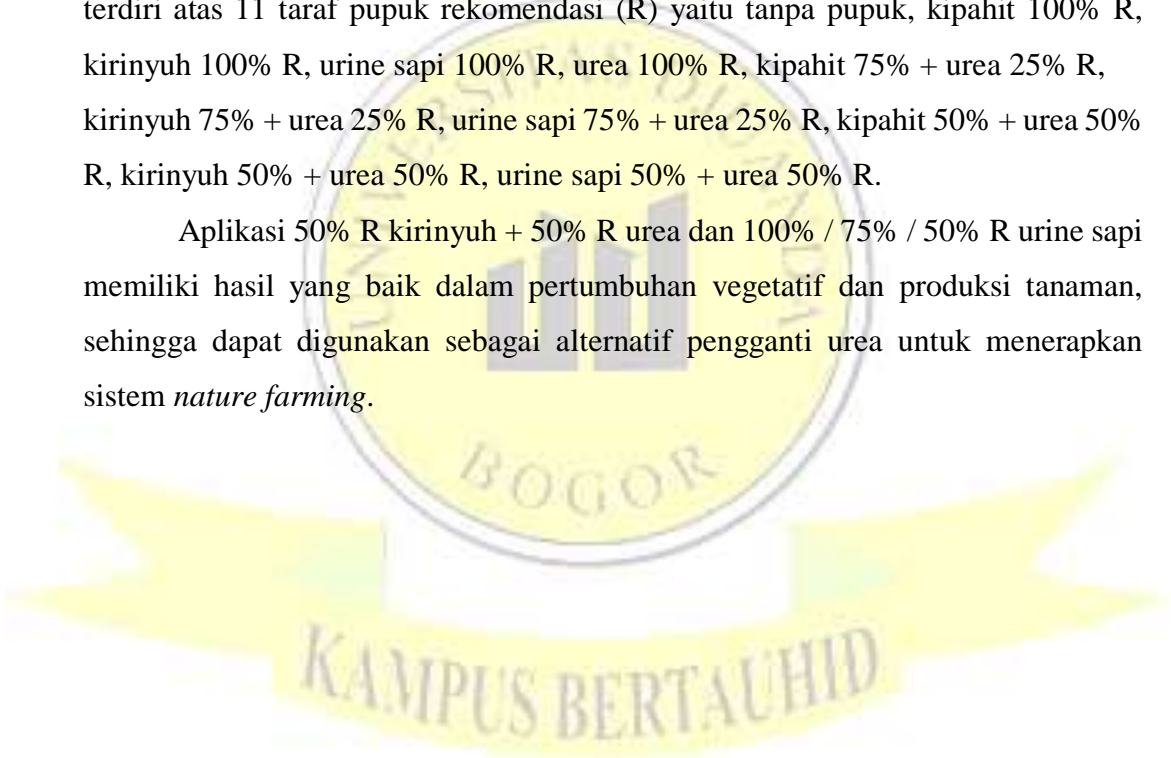 terdiri atas 11 taraf pupuk rekomendasi (R) yaitu tanpa pupuk, kipahit 100% R,
kirinyuh 100% R, urine sapi 100% R, urea 100% R, kipahit 75% + urea 25% R,
kirinyuh 75% + urea 25% R, urine sapi 75% + urea 25% R, kipahit 50% + urea 50%
R, kirinyuh 50% + urea 50% R, urine sapi 50% + urea 50% R.
Aplikasi 50% R kirinyuh + 50% R urea dan 100% / 75% / 50% R urine sapi
memiliki hasil yang baik dalam pertumbuhan vegetatif dan produksi tanaman,
sehingga dapat digunakan sebagai alternatif pengganti urea untuk menerapkan
sistem nature farming.
UNIVERSITAS DJUANDA
BOGOR
KAMPUS BERTAUHID